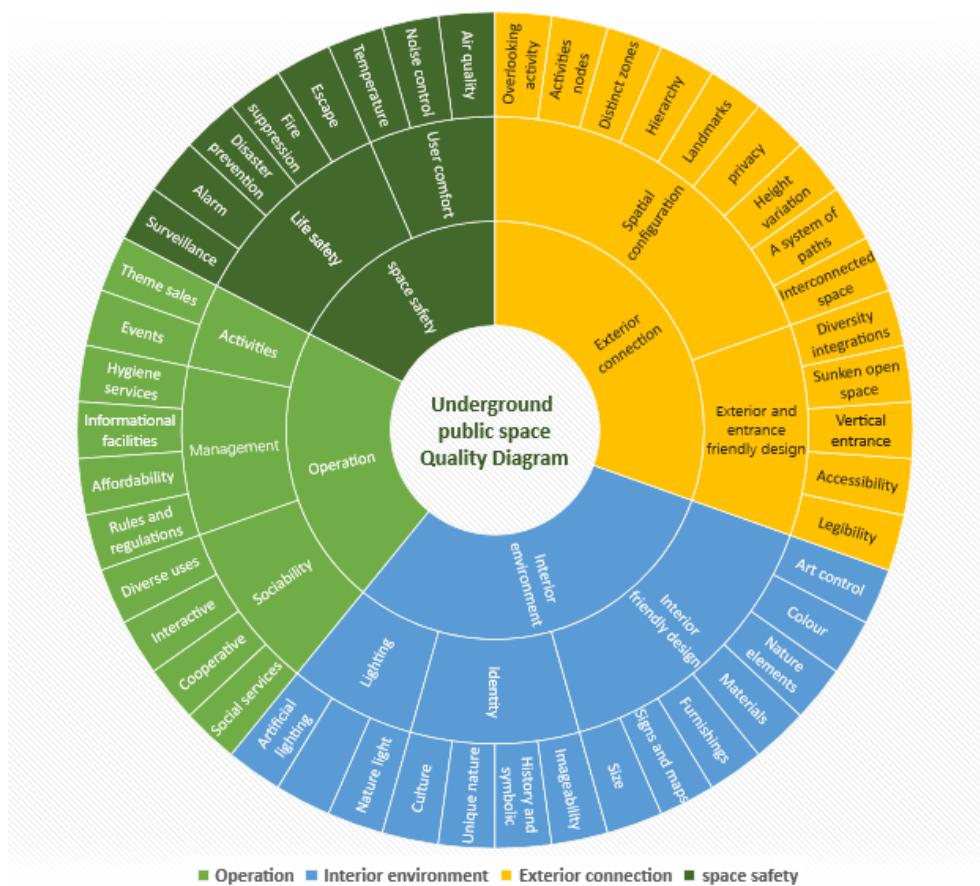 Underground
public space
Quality Diagram
Exterior
connection
Spatial
configuration
Overlooking
activity
Activities
nodes
Distinct zones
Hierarchy
Landmarks
privacy
Height
variation
A system of
paths
Interconnected
space
Exterior and
entrance
friendly design
Diversity
integrations
Sunken open
space
Vertical
entrance
Accessibility
Legibility
Interior
environment
Interior
friendly design
Art control
Colour
Nature
elements
Materials
Furnishings
Signs and maps
Size
Identity
Imageability
History and
symbolic
Unique nature
Culture
Lighting
Nature light
Artificial
lighting
Operation
Sociability
Social services
Cooperative
Interactive
Diverse uses
Management
Rules and
regulations
Affordability
Informational
facilities
Hygiene
services
Activities
Events
Theme sales
space safety
Life safety
Surveillance
Alarm
Disaster
prevention
Fire
suppression
Escape
User comfort
Temperature
Noise control
Air quality
Operation
Interior environment
Exterior connection
space safety